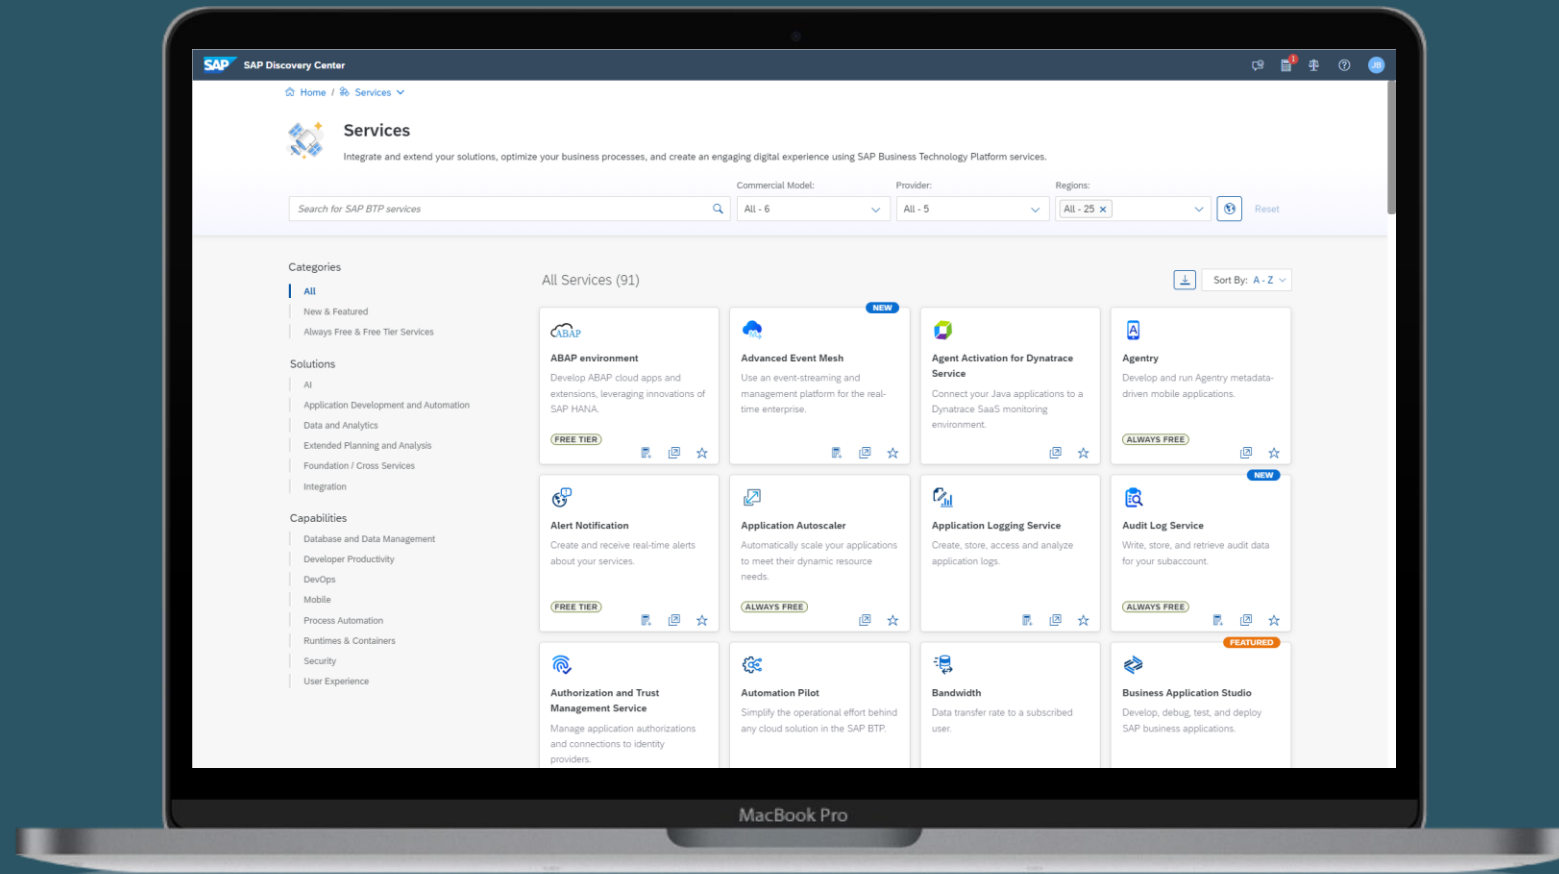 SAP SAP Discovery Center 1 JB
Home / Services
Services
Integrate and extend your solutions, optimize your business processes, and create an engaging digital experience using SAP Business Technology Platform services.
Commercial Model: Provider: Regions:
Search for SAP BTP services All - 6 All - 5 All - 25 × Reset
Categories
All
New & Featured
Always Free & Free Tier Services
Solutions
AI
Application Development and Automation
Data and Analytics
Extended Planning and Analysis
Foundation / Cross Services
Integration
Capabilities
Database and Data Management
Developer Productivity
DevOps
Mobile
Process Automation
Runtimes & Containers
Security
User Experience
All Services (91) Sort By: A - Z
ABAP
ABAP environment
Develop ABAP cloud apps and
extensions, leveraging innovations of
SAP HANA.
FREE TIER
NEW
Advanced Event Mesh
Use an event-streaming and
management platform for the real-
time enterprise.
Agent Activation for Dynatrace
Service
Connect your Java applications to a
Dynatrace SaaS monitoring
environment.
A
Agentry
Develop and run Agentry metadata-
driven mobile applications.
ALWAYS FREE
Alert Notification
Create and receive real-time alerts
about your services.
FREE TIER
Application Autoscaler
Automatically scale your applications
to meet their dynamic resource
needs.
ALWAYS FREE
Application Logging Service
Create, store, access and analyze
application logs.
NEW
Audit Log Service
Write, store, and retrieve audit data
for your subaccount.
ALWAYS FREE
Authorization and Trust
Management Service
Manage application authorizations
and connections to identity
providers.
Automation Pilot
Simplify the operational effort behind
any cloud solution in the SAP BTP.
Bandwidth
Data transfer rate to a subscribed
user.
FEATURED
Business Application Studio
Develop, debug, test, and deploy
SAP business applications.
MacBook Pro